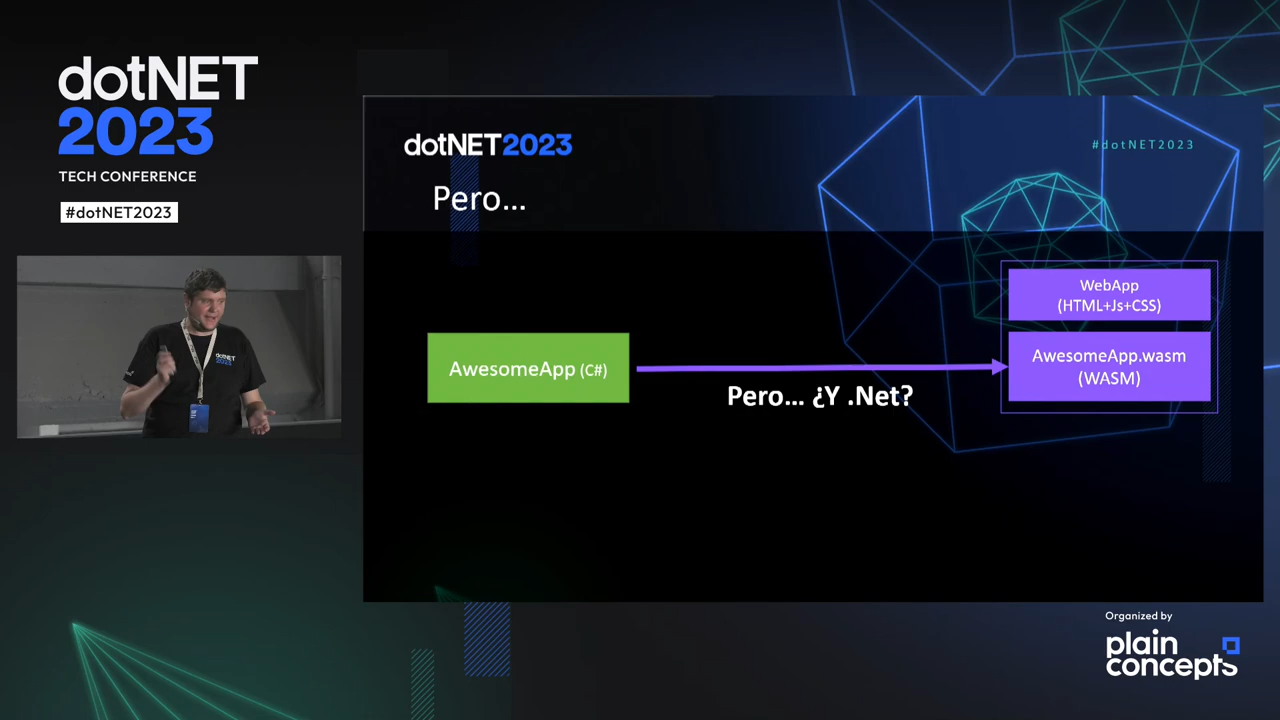 dotNET
2023
TECH CONFERENCE
#dotNET2023
dotNET2023
#dotNET2023
Pero...
WebApp
(HTML+Js+CSS)
AwesomeApp (C#)
AwesomeApp.wasm
(WASM)
Pero... ¿Y .Net?
Organized by
plain
concepts